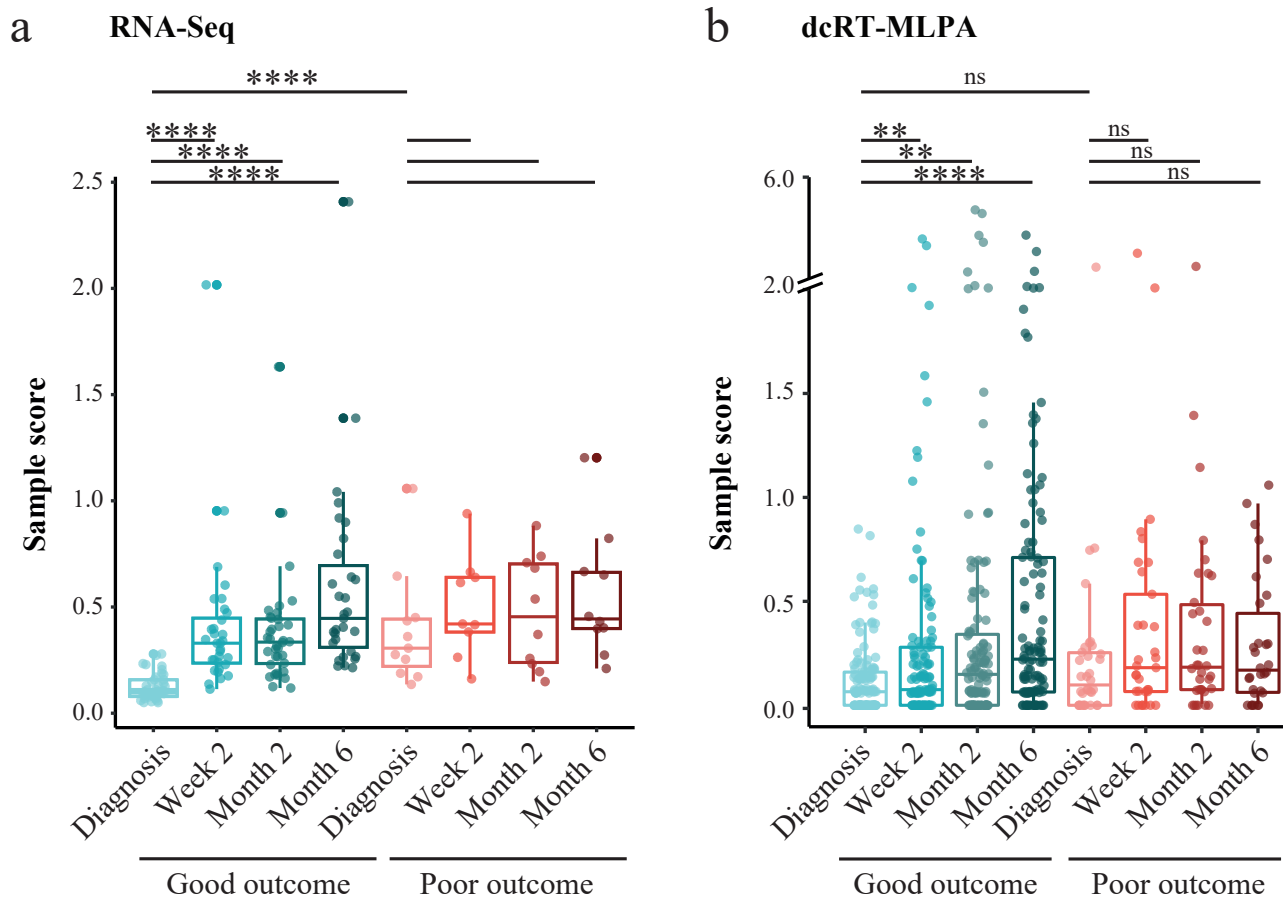 a RNA-Seq
****
****
****
****
2.5
2.0
1.5
1.0
0.5
0.0
Sample score
Diagnosis
Week 2
Month 2
Month 6
Diagnosis
Week 2
Month 2
Month 6
Good outcome
Poor outcome
b dcRT-MLPA
ns
**
**
****
ns
ns
ns
6.0
2.0
1.5
1.0
0.5
0.0
Sample score
Diagnosis
Week 2
Month 2
Month 6
Diagnosis
Week 2
Month 2
Month 6
Good outcome
Poor outcome